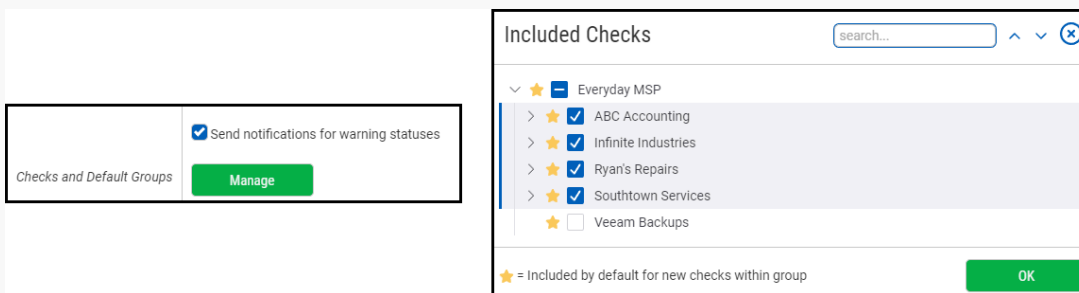 Send notifications for warning statuses
Checks and Default Groups
Manage
Included Checks
search...
Everyday MSP
ABC Accounting
Infinite Industries
Ryan's Repairs
Southtown Services
Veeam Backups
= Included by default for new checks within group
OK